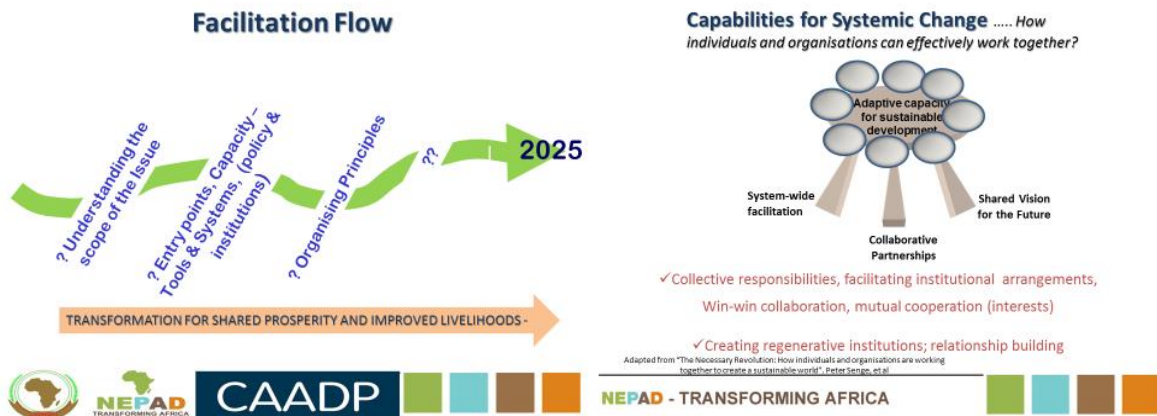 Facilitation Flow
? Understanding the
scope of the Issue
? Entry points, Capacity –
Tools & Systems, (policy &
institutions)
? Organising Principles
??
2025
TRANSFORMATION FOR SHARED PROSPERITY AND IMPROVED LIVELIHOODS -
NEPAD
TRANSFORMING AFRICA
CAADP
Capabilities for Systemic Change ..... How
individuals and organisations can effectively work together?
Adaptive capacity
for sustainable
development
System-wide
facilitation
Collaborative
Partnerships
Shared Vision
for the Future
✓Collective responsibilities, facilitating institutional arrangements,
Win-win collaboration, mutual cooperation (interests)
✓Creating regenerative institutions; relationship building
Adapted from "The Necessary Revolution: How individuals and organisations are working
together to create a sustainable world". Peter Senge, et al
NEPAD - TRANSFORMING AFRICA